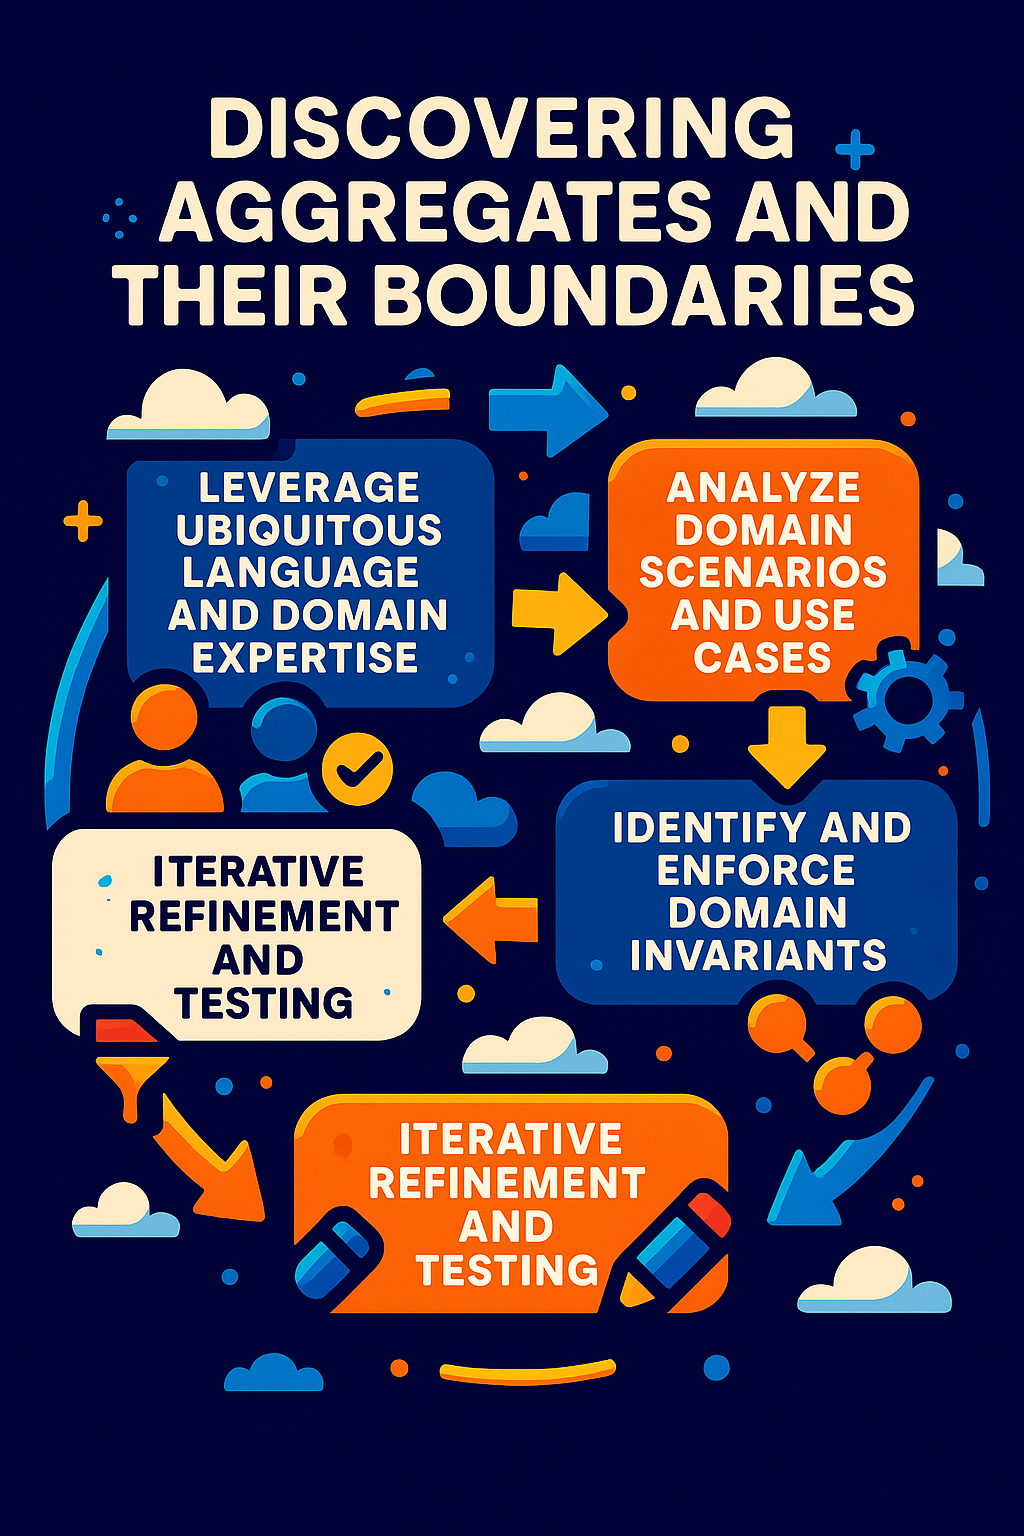 DISCOVERING
AGGREGATES AND
THEIR BOUNDARIES
LEVERAGE
UBIQUITOUS
LANGUAGE
AND DOMAIN
EXPERTISE
ANALYZE
DOMAIN
SCENARIOS
AND USE
CASES
IDENTIFY AND
ENFORCE
DOMAIN
INVARIANTS
ITERATIVE
REFINEMENT
AND
TESTING
ITERATIVE
REFINEMENT
AND
TESTING